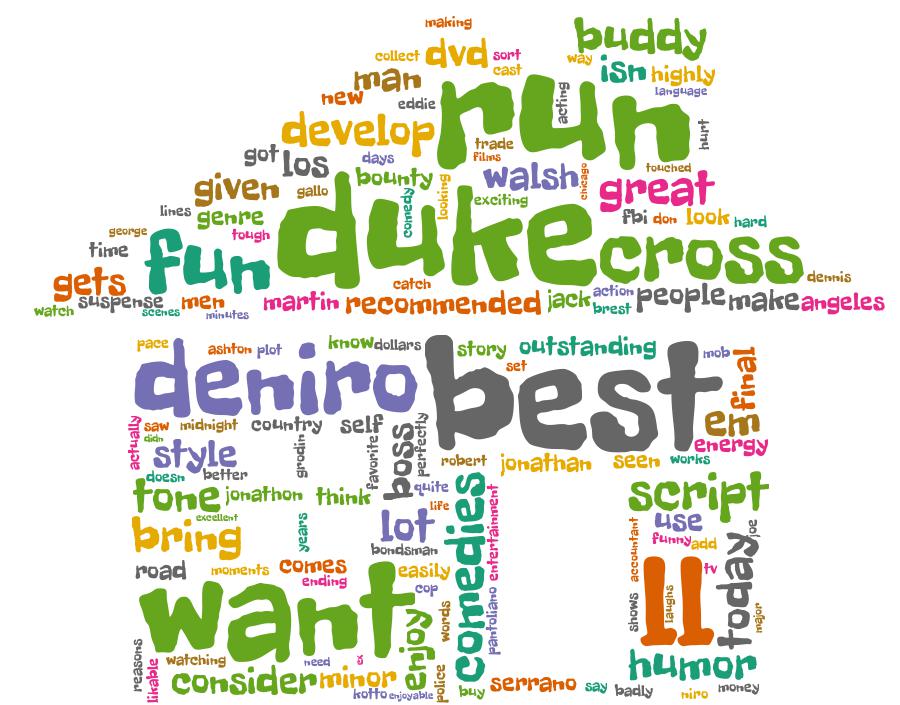 making
buddy
collect dvd sort way
man cast isn highly
new eddie run acting language
develop trade hurt
got los days films
bounty walsh chicago touched
given gallo looking great
lines genre duke comedy exciting fbi don look hard
george tough
time fun cross
gets catch dennis
suspense men martin recommended jack action people make angeles
watch scenes minutes brest
pace ashton plot know dollars story outstanding mob
deniro best set final
actually saw midnight country self em
didn energy
style grodin favorite boss perfectly robert jonathan seen works
doesn better
tone jonathon think quite comedies entertainment script
excellent life
bring years lot accountant use joe
bondsman funny add
road moments comes easily tv today
ending cop
want enjoy words pantoliano shows ll laughs major
reasons watching need ex humor
likable consider minor police
kotto enjoyable buy serrano say badly niro money